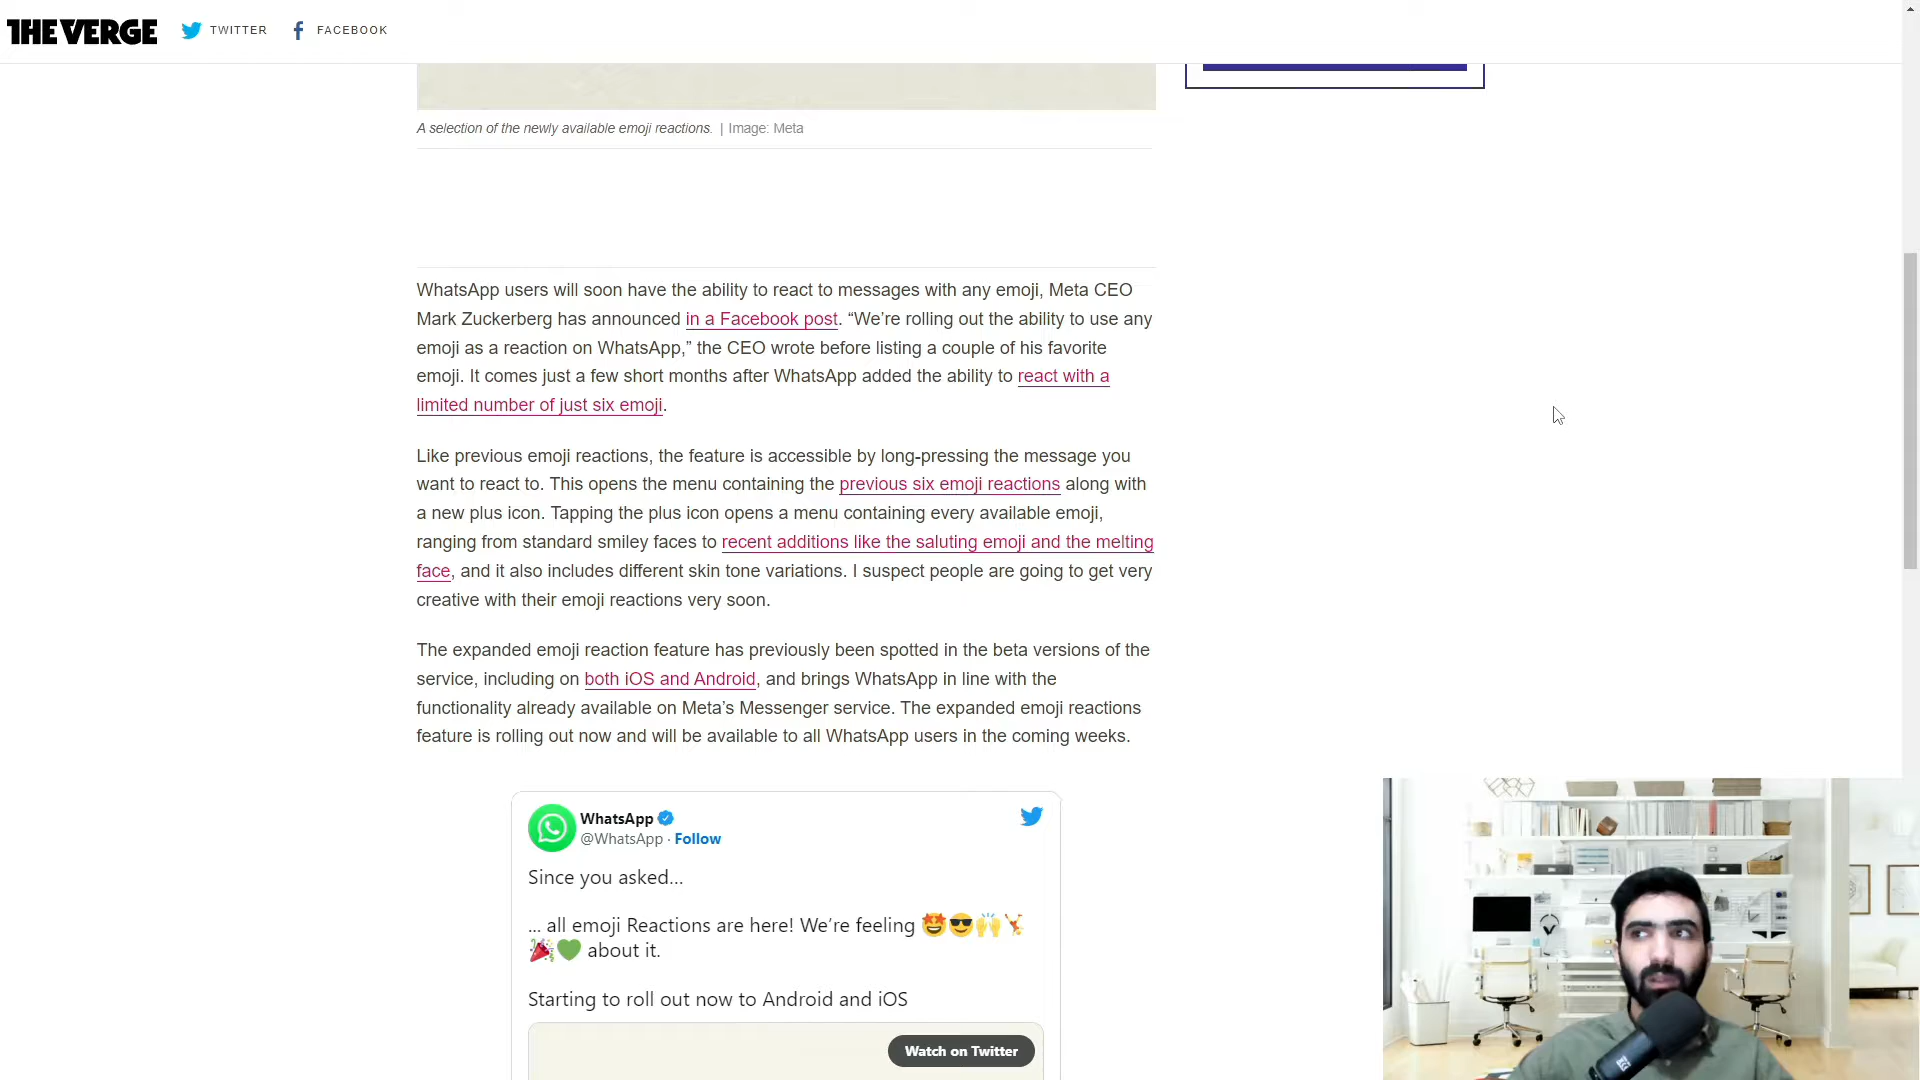 THE VERGE TWITTER FACEBOOK
A selection of the newly available emoji reactions. | Image: Meta
WhatsApp users will soon have the ability to react to messages with any emoji, Meta CEO
Mark Zuckerberg has announced in a Facebook post. “We’re rolling out the ability to use any
emoji as a reaction on WhatsApp,” the CEO wrote before listing a couple of his favorite
emoji. It comes just a few short months after WhatsApp added the ability to react with a
limited number of just six emoji.
Like previous emoji reactions, the feature is accessible by long-pressing the message you
want to react to. This opens the menu containing the previous six emoji reactions along with
a new plus icon. Tapping the plus icon opens a menu containing every available emoji,
ranging from standard smiley faces to recent additions like the saluting emoji and the melting
face, and it also includes different skin tone variations. I suspect people are going to get very
creative with their emoji reactions very soon.
The expanded emoji reaction feature has previously been spotted in the beta versions of the
service, including on both iOS and Android, and brings WhatsApp in line with the
functionality already available on Meta’s Messenger service. The expanded emoji reactions
feature is rolling out now and will be available to all WhatsApp users in the coming weeks.
WhatsApp
@WhatsApp · Follow
Since you asked...
... all emoji Reactions are here! We’re feeling 🤩😎🙌💃
🎉💚 about it.
Starting to roll out now to Android and iOS
Watch on Twitter